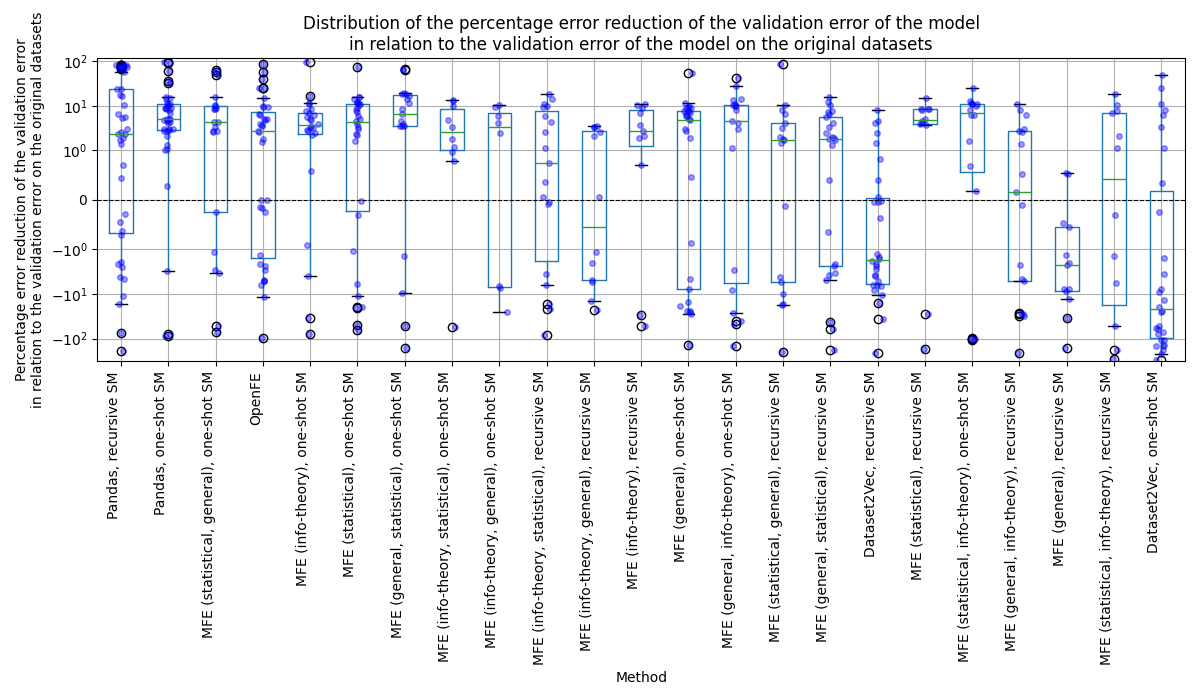 Distribution of the percentage error reduction of the validation error of the model
in relation to the validation error of the model on the original datasets
Percentage error reduction of the validation error
in relation to the validation error on the original datasets
10²
10¹
10⁰
0
−10⁰
−10¹
−10²
Pandas, recursive SM
Pandas, one-shot SM
MFE (statistical, general), one-shot SM
OpenFE
MFE (info-theory), one-shot SM
MFE (statistical), one-shot SM
MFE (general, statistical), one-shot SM
MFE (info-theory, statistical), one-shot SM
MFE (info-theory, general), one-shot SM
MFE (info-theory, statistical), recursive SM
MFE (info-theory, general), recursive SM
MFE (info-theory), recursive SM
MFE (general), one-shot SM
MFE (general, info-theory), one-shot SM
MFE (statistical, general), recursive SM
MFE (general, statistical), recursive SM
Dataset2Vec, recursive SM
MFE (statistical), recursive SM
MFE (statistical, info-theory), one-shot SM
MFE (general, info-theory), recursive SM
MFE (general), recursive SM
MFE (statistical, info-theory), recursive SM
Dataset2Vec, one-shot SM
Method